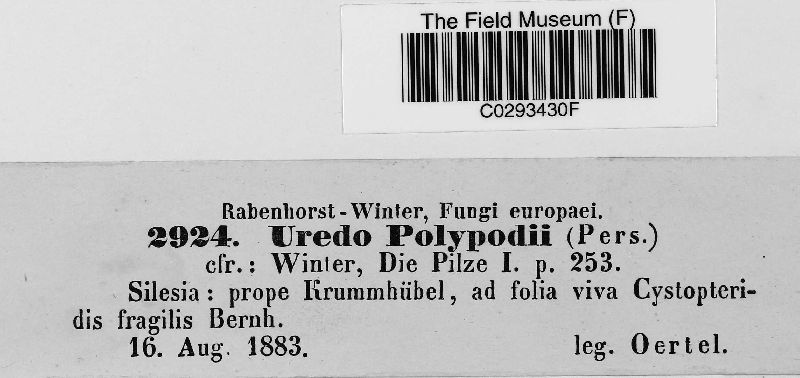 The Field Museum (F)
C0293430F
Rabenhorst-Winter, Fungi europaei.
2924. Uredo Polypodii (Pers.)
cfr.: Winter, Die Pilze I. p. 253.
Silesia: prope Krummhübel, ad folia viva Cystopteri-
dis fragilis Bernh.
16. Aug. 1883. leg. Oertel.